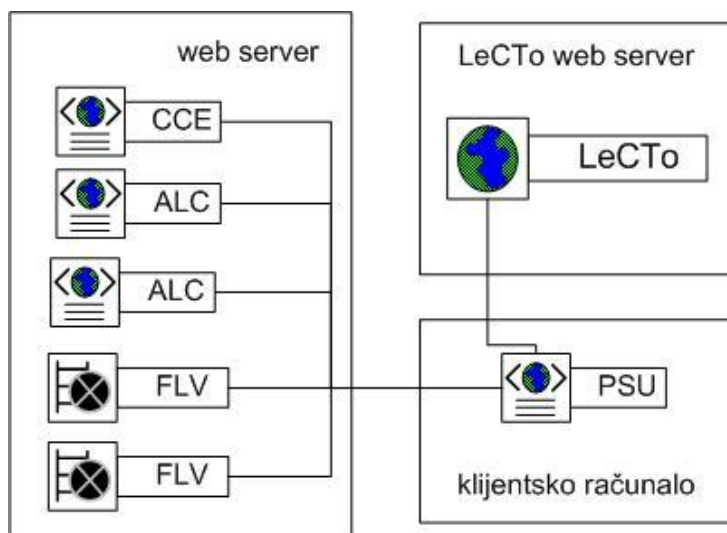 web server
CCE
ALC
ALC
FLV
FLV
LeCTo web server
LeCTo
PSU
klijentsko računalo